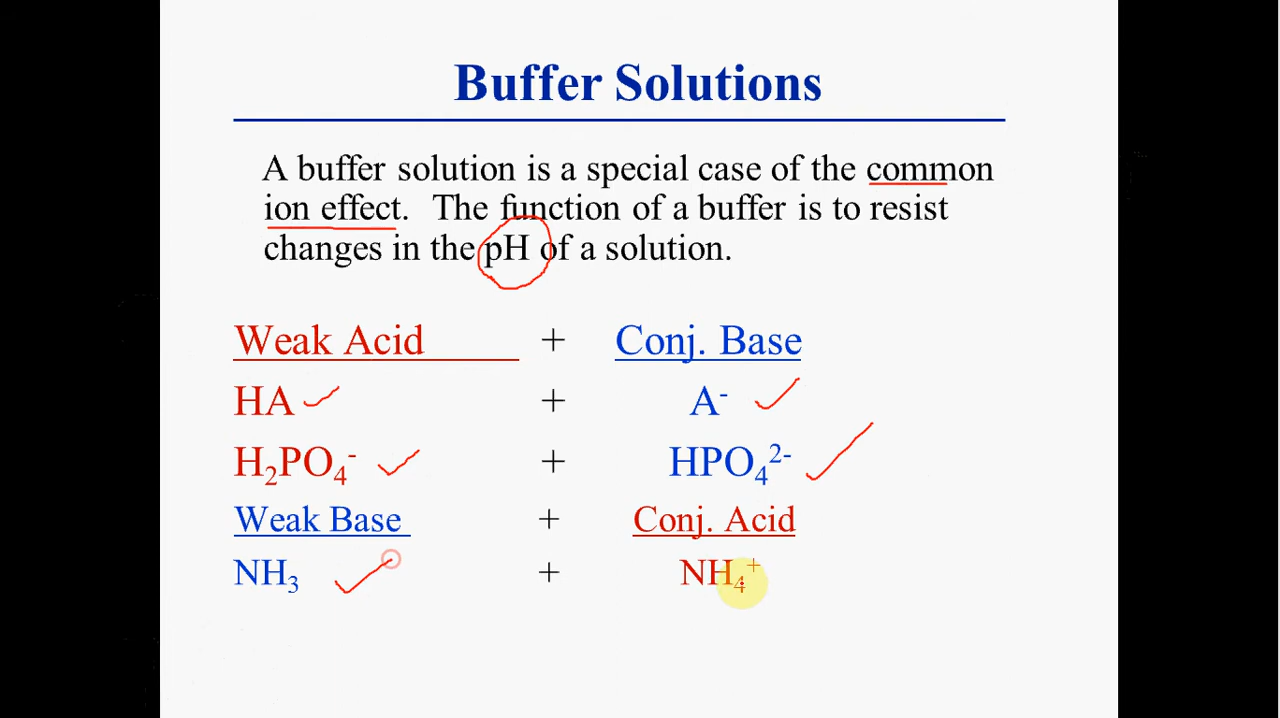 Buffer Solutions
A buffer solution is a special case of the common
ion effect. The function of a buffer is to resist
changes in the pH of a solution.
Weak Acid + Conj. Base
HA + A⁻
H₂PO₄⁻ + HPO₄²⁻
Weak Base + Conj. Acid
NH₃ + NH₄⁺